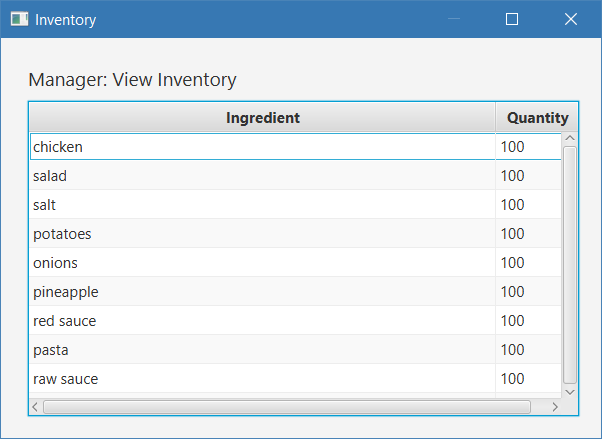 Inventory
Manager: View Inventory
Ingredient Quantity
chicken 100
salad 100
salt 100
potatoes 100
onions 100
pineapple 100
red sauce 100
pasta 100
raw sauce 100